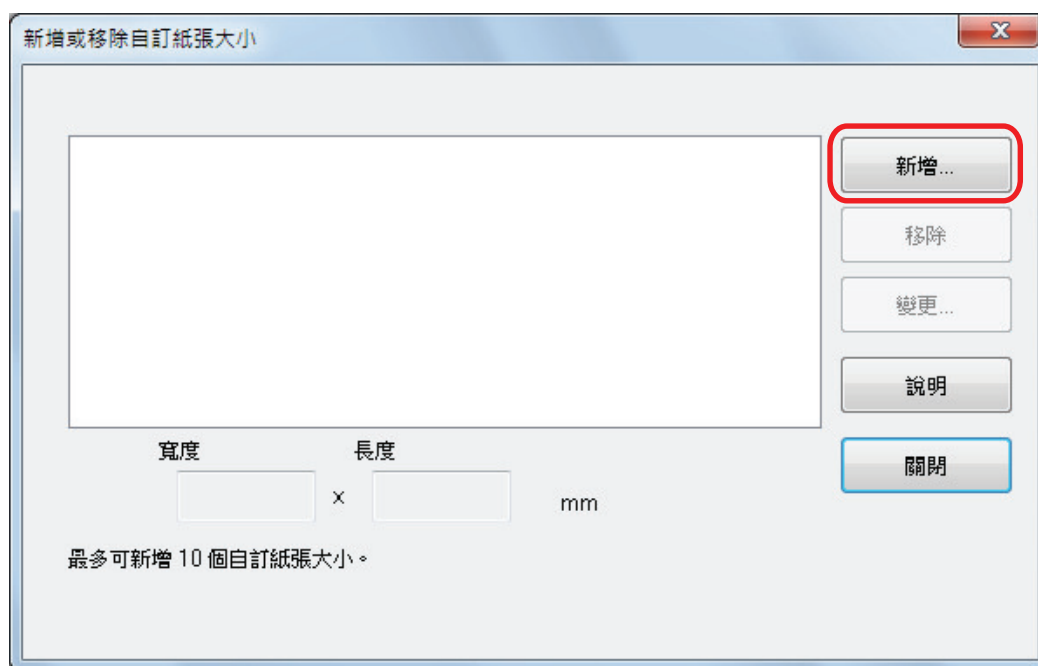 新增或移除自訂紙張大小
新增...
移除
變更...
說明
關閉
寬度 長度
x mm
最多可新增 10 個自訂紙張大小。